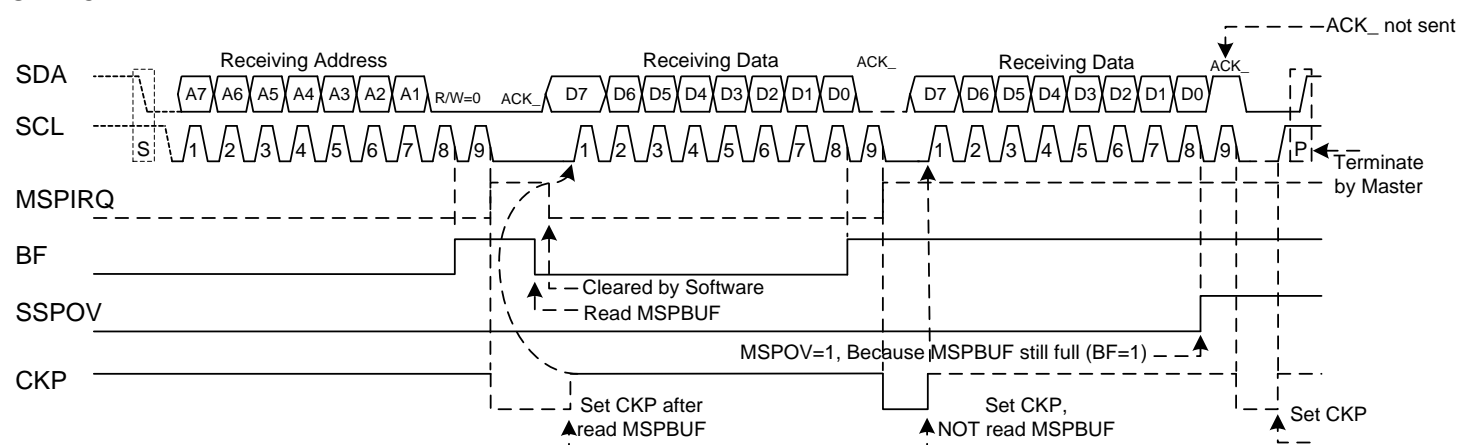 ACK_ not sent
Receiving Address
Receiving Data
ACK_
Receiving Data
ACK_
SDA
A7 A6 A5 A4 A3 A2 A1 R/W=0 ACK_ D7 D6 D5 D4 D3 D2 D1 D0 D7 D6 D5 D4 D3 D2 D1 D0
SCL
S 1 2 3 4 5 6 7 8 9 1 2 3 4 5 6 7 8 9 1 2 3 4 5 6 7 8 9 P
Terminate
by Master
MSPIRQ
BF
Cleared by Software
Read MSPBUF
SSPOV
MSPOV=1, Because MSPBUF still full (BF=1)
CKP
Set CKP after
read MSPBUF
Set CKP,
NOT read MSPBUF
Set CKP